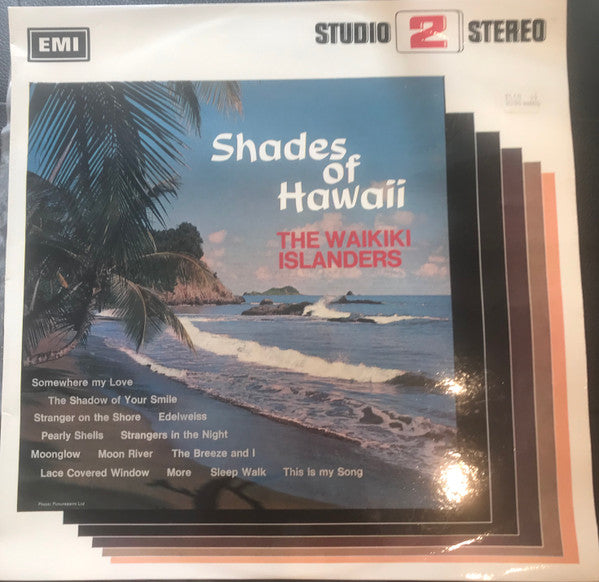 EMI
STUDIO 2 STEREO
Shades
of
Hawaii
THE WAIKIKI
ISLANDERS
Somewhere my Love
The Shadow of Your Smile
Stranger on the Shore Edelweiss
Pearly Shells Strangers in the Night
Moonglow Moon River The Breeze and I
Lace Covered Window More Sleep Walk This is my Song